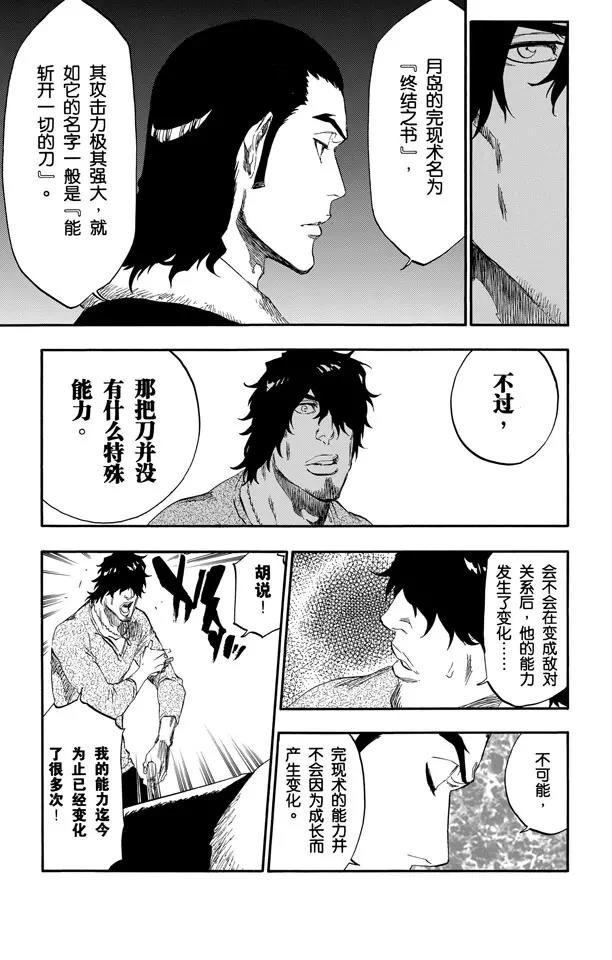 月岛的完现术名为
『终结之书』，
其攻击力极其强大，就
如它的名字一般是『能
斩开一切的刀』。
不过，
那把刀并没
有什么特殊
能力。
会不会在变成敌对
关系后，他的能力
发生了变化……
不可能，
完现术的能力并
不会因为成长而
产生变化。
胡说！
我的能力迄今
为止已经变化
了很多次！